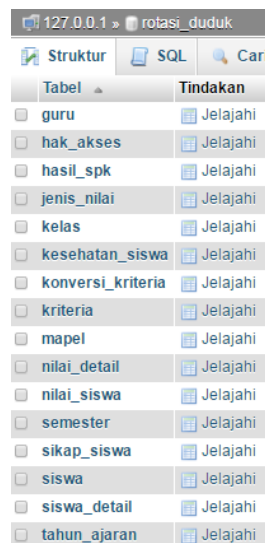 127.0.0.1 » rotasi_duduk
Struktur SQL Car
Tabel Tindakan
guru Jelajahi
hak_akses Jelajahi
hasil_spk Jelajahi
jenis_nilai Jelajahi
kelas Jelajahi
kesehatan_siswa Jelajahi
konversi_kriteria Jelajahi
kriteria Jelajahi
mapel Jelajahi
nilai_detail Jelajahi
nilai_siswa Jelajahi
semester Jelajahi
sikap_siswa Jelajahi
siswa Jelajahi
siswa_detail Jelajahi
tahun_ajaran Jelajahi